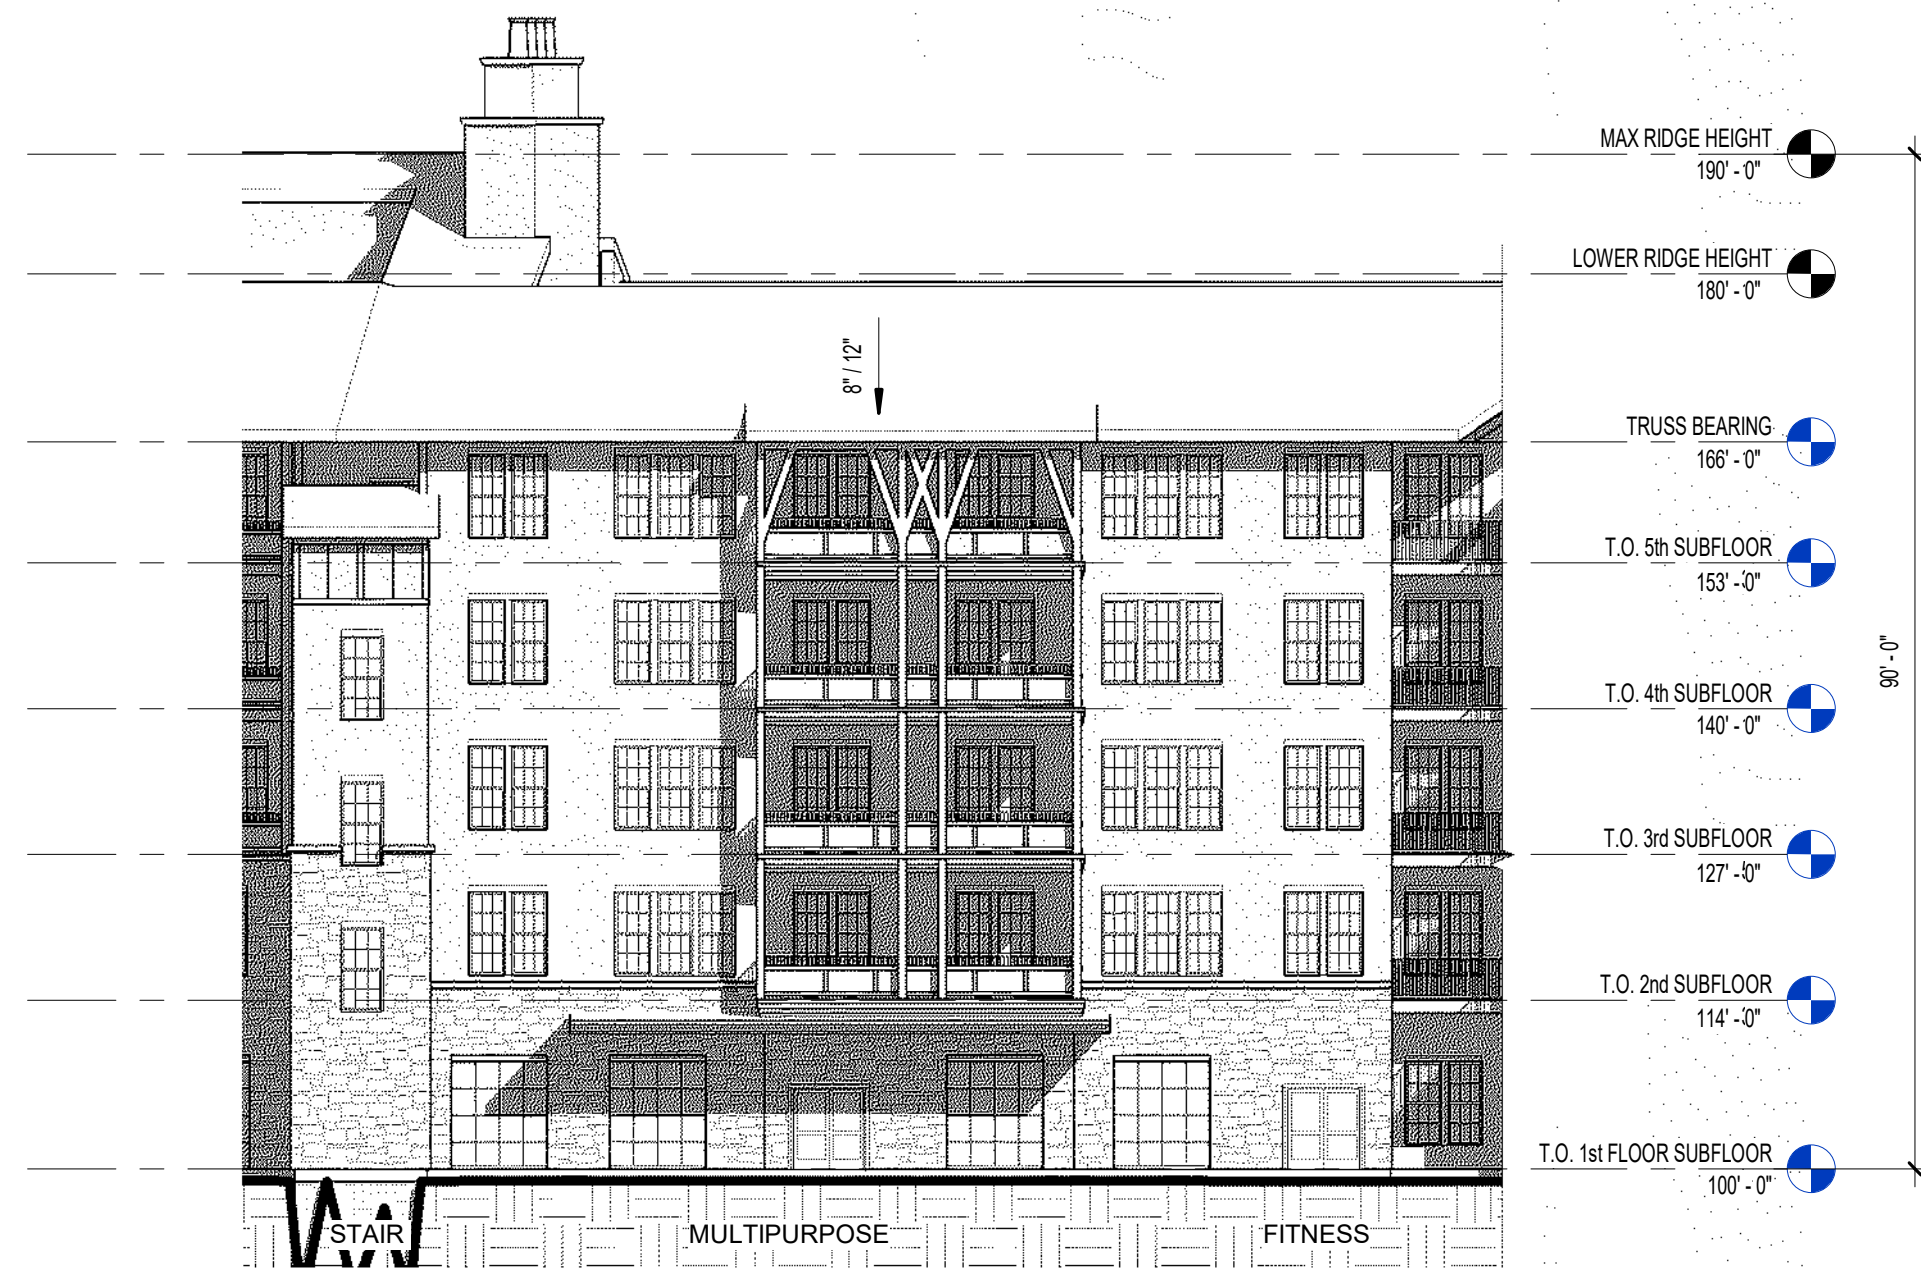 MAX RIDGE HEIGHT
190' - 0"
LOWER RIDGE HEIGHT
180' - 0"
8" / 12"
TRUSS BEARING
166' - 0"
T.O. 5th SUBFLOOR
153' - 0"
90' - 0"
T.O. 4th SUBFLOOR
140' - 0"
T.O. 3rd SUBFLOOR
127' - 0"
T.O. 2nd SUBFLOOR
114' - 0"
T.O. 1st FLOOR SUBFLOOR
100' - 0"
STAIR
MULTIPURPOSE
FITNESS